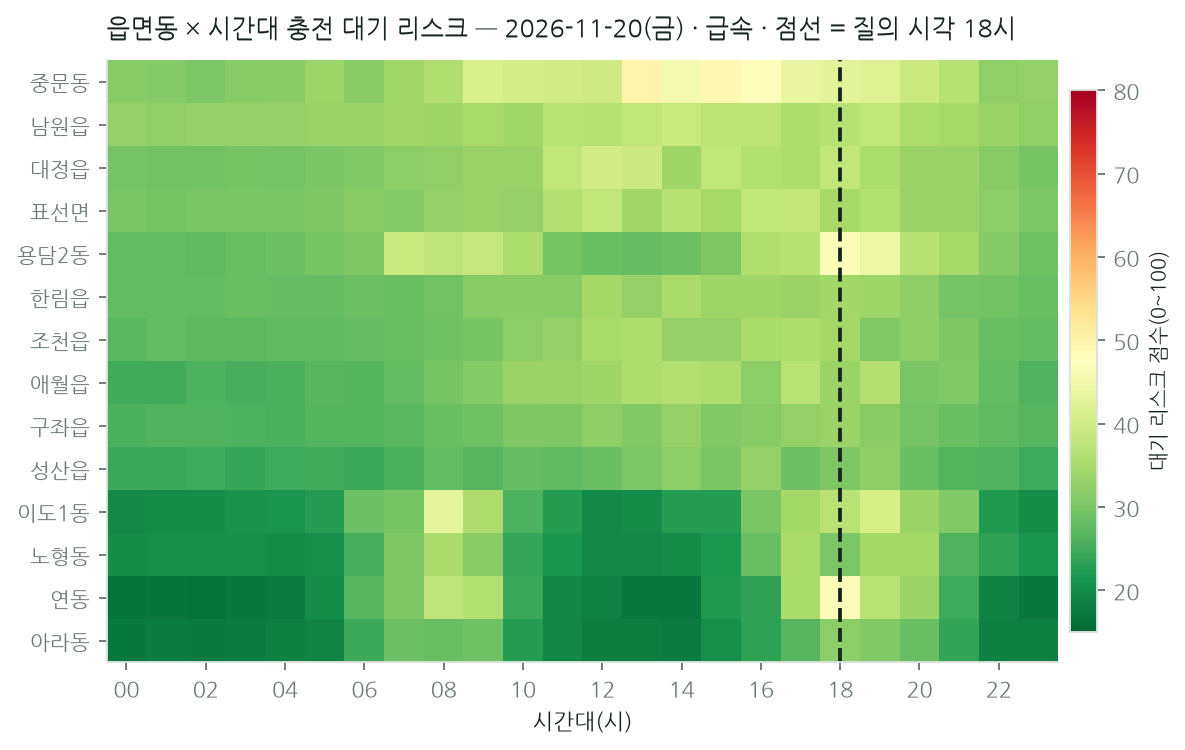 읍면동 × 시간대 충전 대기 리스크 — 2026-11-20(금) · 급속 · 점선 = 질의 시각 18시
중문동
남원읍
대정읍
표선면
용담2동
한림읍
조천읍
애월읍
구좌읍
성산읍
이도1동
노형동
연동
아라동
00 02 04 06 08 10 12 14 16 18 20 22
시간대(시)
80
70
60
50
40
30
20
대기 리스크 점수(0~100)